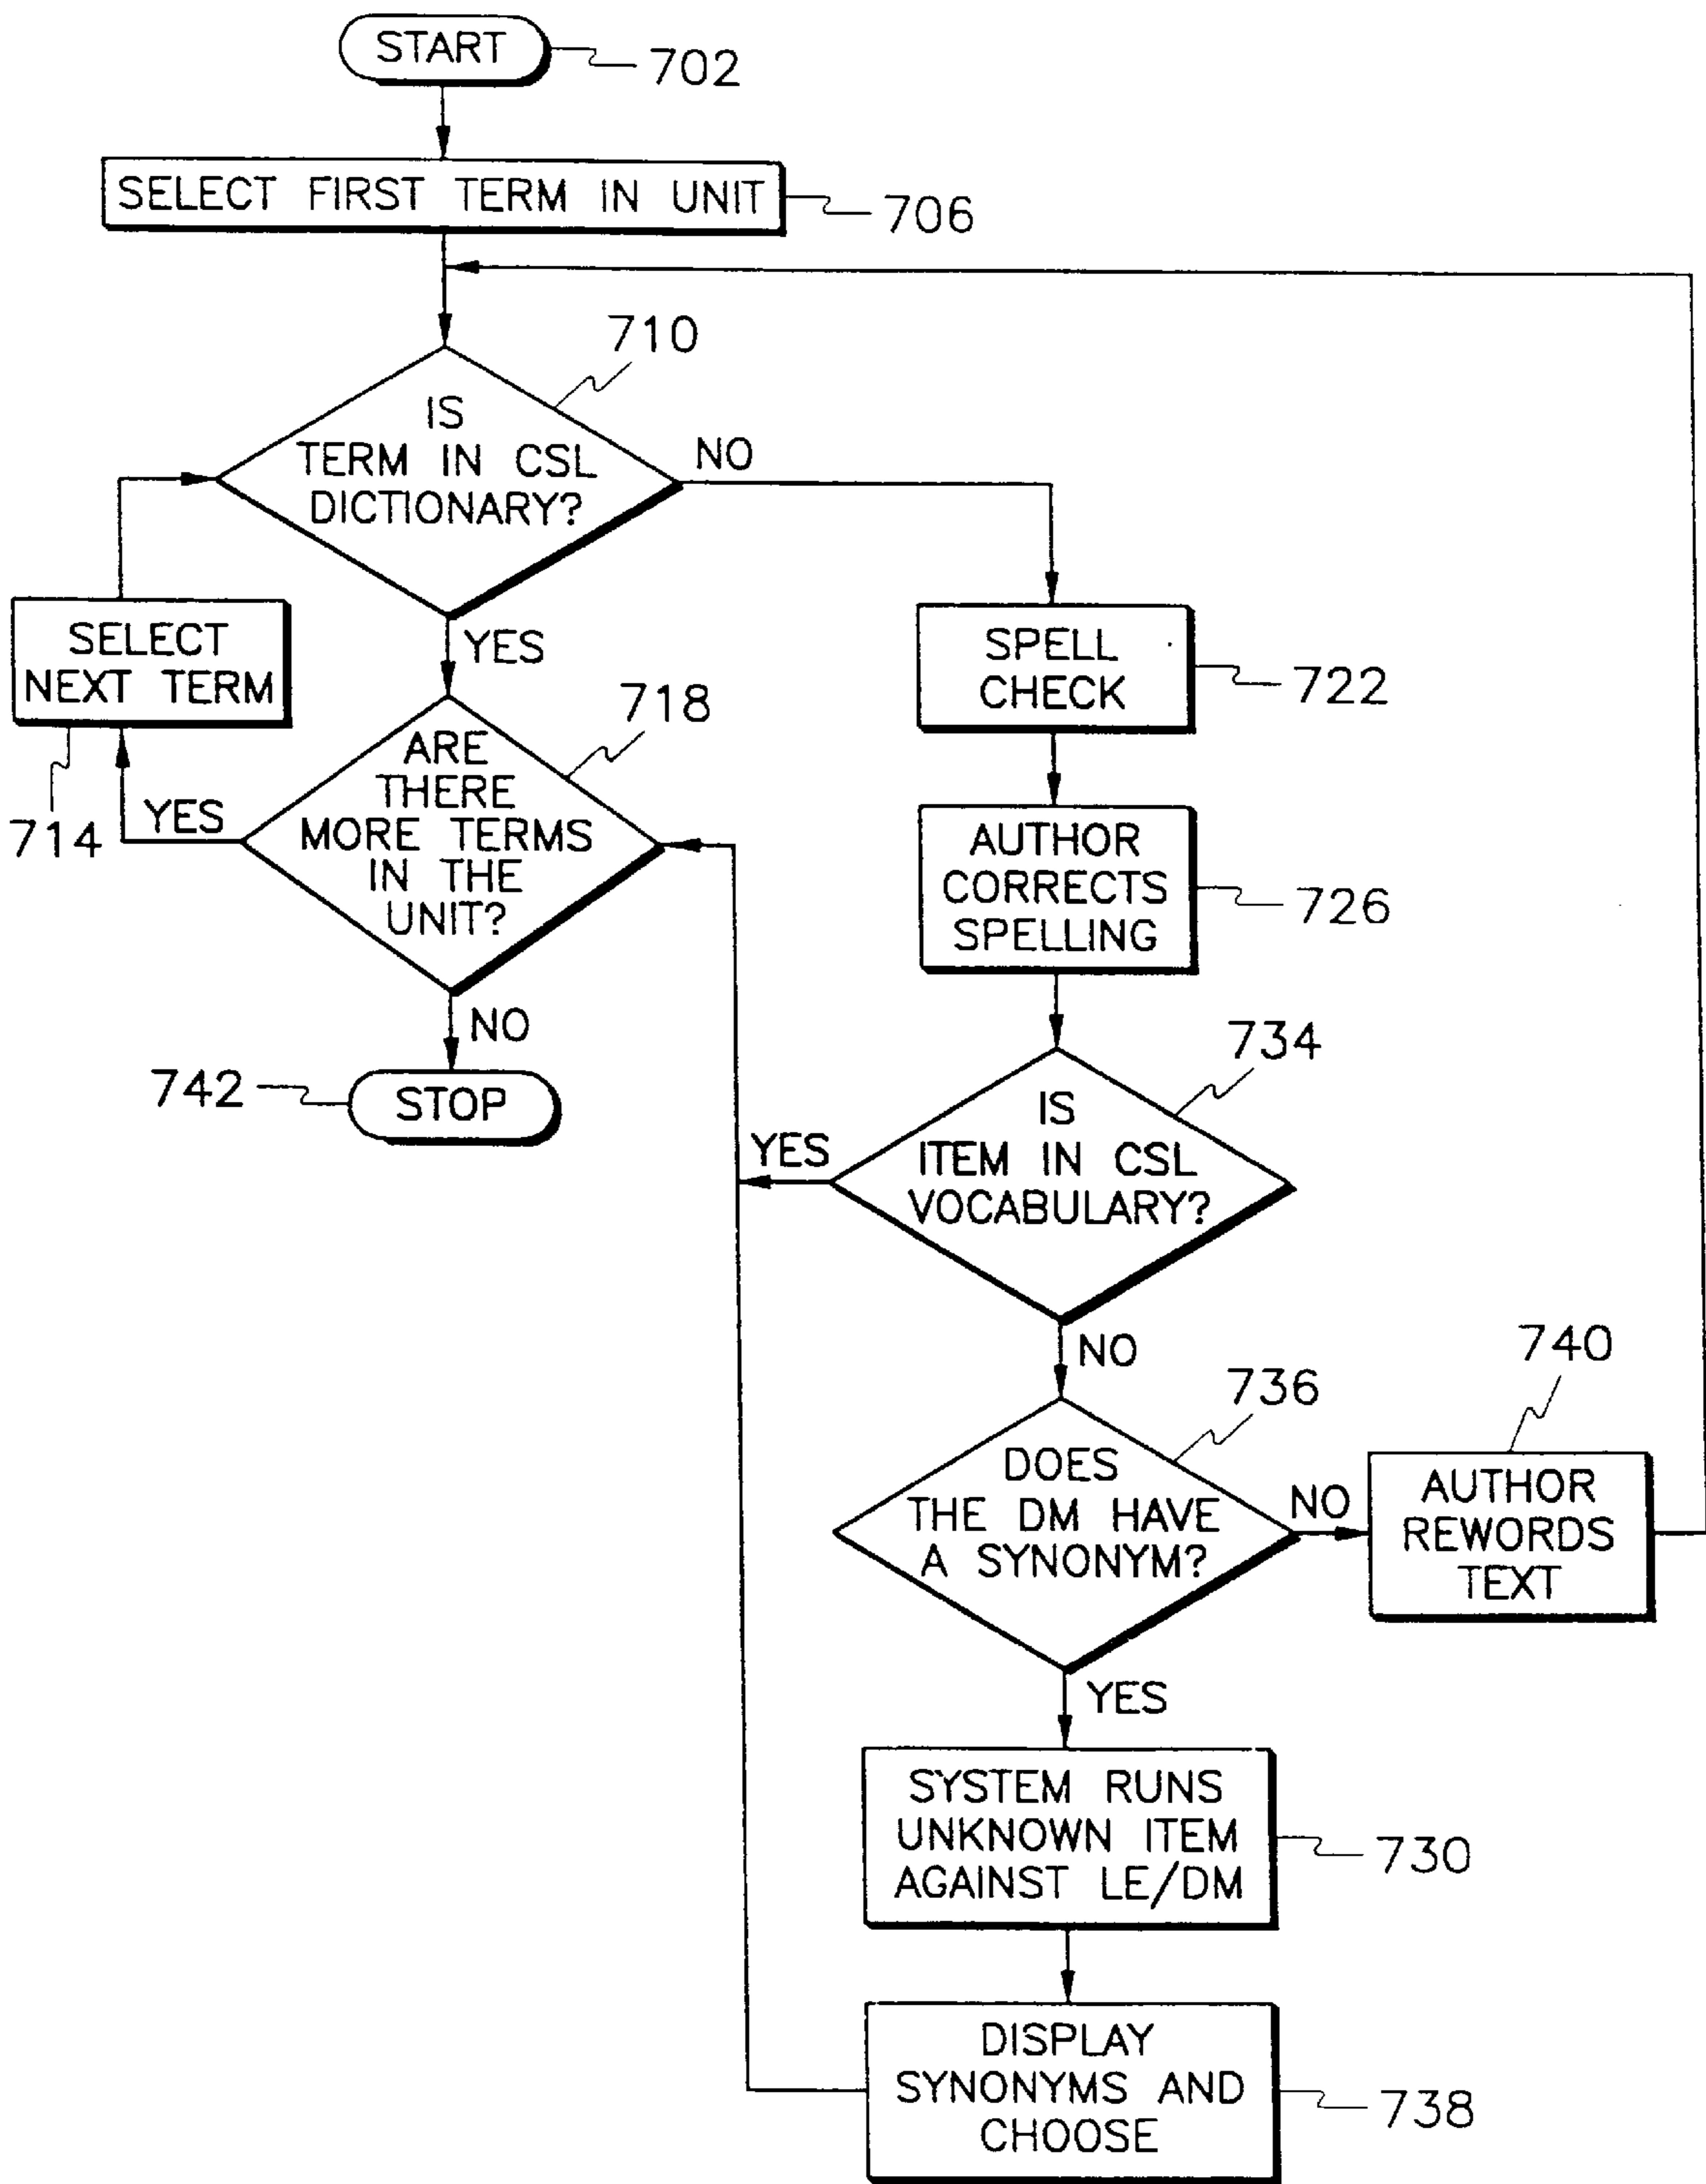 START
702
SELECT FIRST TERM IN UNIT
706
710
IS
TERM IN CSL
DICTIONARY?
NO
YES
SELECT
NEXT TERM
714
718
ARE
THERE
MORE TERMS
IN THE
UNIT?
YES
NO
742
STOP
SPELL
CHECK
722
AUTHOR
CORRECTS
SPELLING
726
734
IS
ITEM IN CSL
VOCABULARY?
YES
NO
736
DOES
THE DM HAVE
A SYNONYM?
NO
740
AUTHOR
REWORDS
TEXT
YES
SYSTEM RUNS
UNKNOWN ITEM
AGAINST LE/DM
730
DISPLAY
SYNONYMS AND
CHOOSE
738